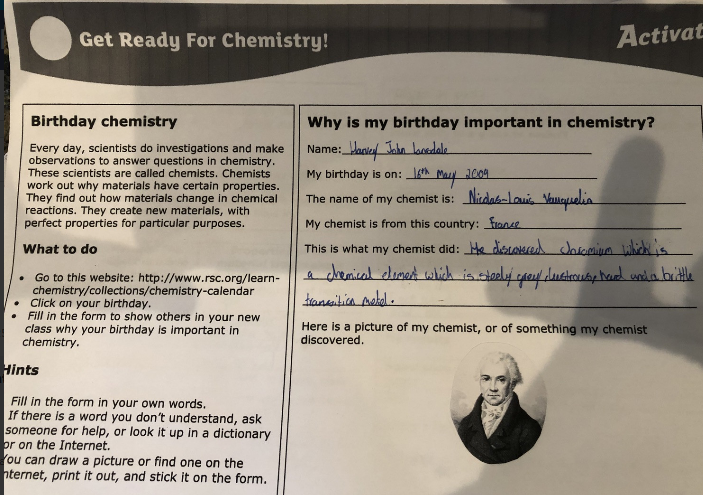 Get Ready For Chemistry!
Activat
Birthday chemistry
Every day, scientists do investigations and make
observations to answer questions in chemistry.
These scientists are called chemists. Chemists
work out why materials have certain properties.
They find out how materials change in chemical
reactions. They create new materials, with
perfect properties for particular purposes.
What to do
• Go to this website: http://www.rsc.org/learn-
chemistry/collections/chemistry-calendar
• Click on your birthday.
• Fill in the form to show others in your new
class why your birthday is important in
chemistry.
Hints
Fill in the form in your own words.
If there is a word you don't understand, ask
someone for help, or look it up in a dictionary
or on the Internet.
You can draw a picture or find one on the
nternet, print it out, and stick it on the form.
Why is my birthday important in chemistry?
Name: Harvey John Lonsdale
My birthday is on: 16th May 2009
The name of my chemist is: Nicolas-Louis Vauquelin
My chemist is from this country: France
This is what my chemist did: He discovered chromium which is
a chemical element which is steely grey, lustrous, hard and a brittle
transition metal.
Here is a picture of my chemist, or of something my chemist
discovered.